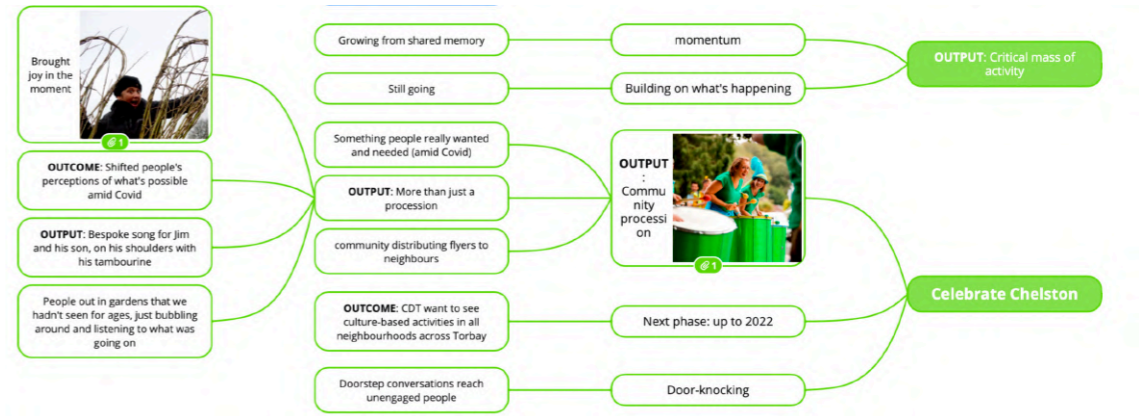 Brought
joy in the
moment
1
OUTCOME: Shifted people's
perceptions of what's possible
amid Covid
OUTPUT: Bespoke song for Jim
and his son, on his shoulders with
his tambourine
People out in gardens that we
hadn't seen for ages, just bubbling
around and listening to what was
going on
Growing from shared memory
Still going
Something people really wanted
and needed (amid Covid)
OUTPUT: More than just a
procession
community distributing flyers to
neighbours
OUTCOME: CDT want to see
culture-based activities in all
neighbourhoods across Torbay
Doorstep conversations reach
unengaged people
momentum
Building on what's happening
OUTPUT
:
Commu
nity
processi
on
1
Next phase: up to 2022
Door-knocking
OUTPUT: Critical mass of
activity
Celebrate Chelston